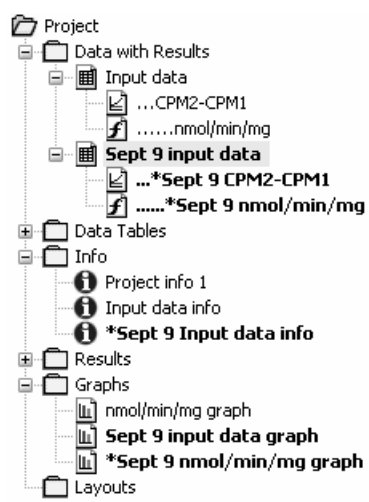 Project
Data with Results
Input data
...CPM2-CPM1
......nmol/min/mg
Sept 9 input data
...*Sept 9 CPM2-CPM1
......*Sept 9 nmol/min/mg
Data Tables
Info
Project info 1
Input data info
*Sept 9 Input data info
Results
Graphs
nmol/min/mg graph
Sept 9 input data graph
*Sept 9 nmol/min/mg graph
Layouts